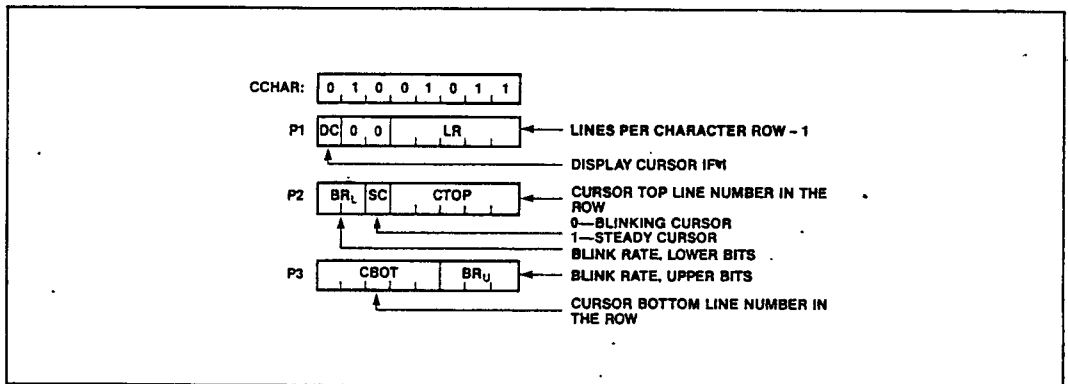 CCHAR: 0 1 0 0 1 0 1 1
P1 DC 0 0 LR LINES PER CHARACTER ROW – 1
DISPLAY CURSOR IF 1
P2 BRL SC CTOP CURSOR TOP LINE NUMBER IN THE
ROW
0—BLINKING CURSOR
1—STEADY CURSOR
BLINK RATE, LOWER BITS
P3 CBOT BRU BLINK RATE, UPPER BITS
CURSOR BOTTOM LINE NUMBER IN
THE ROW